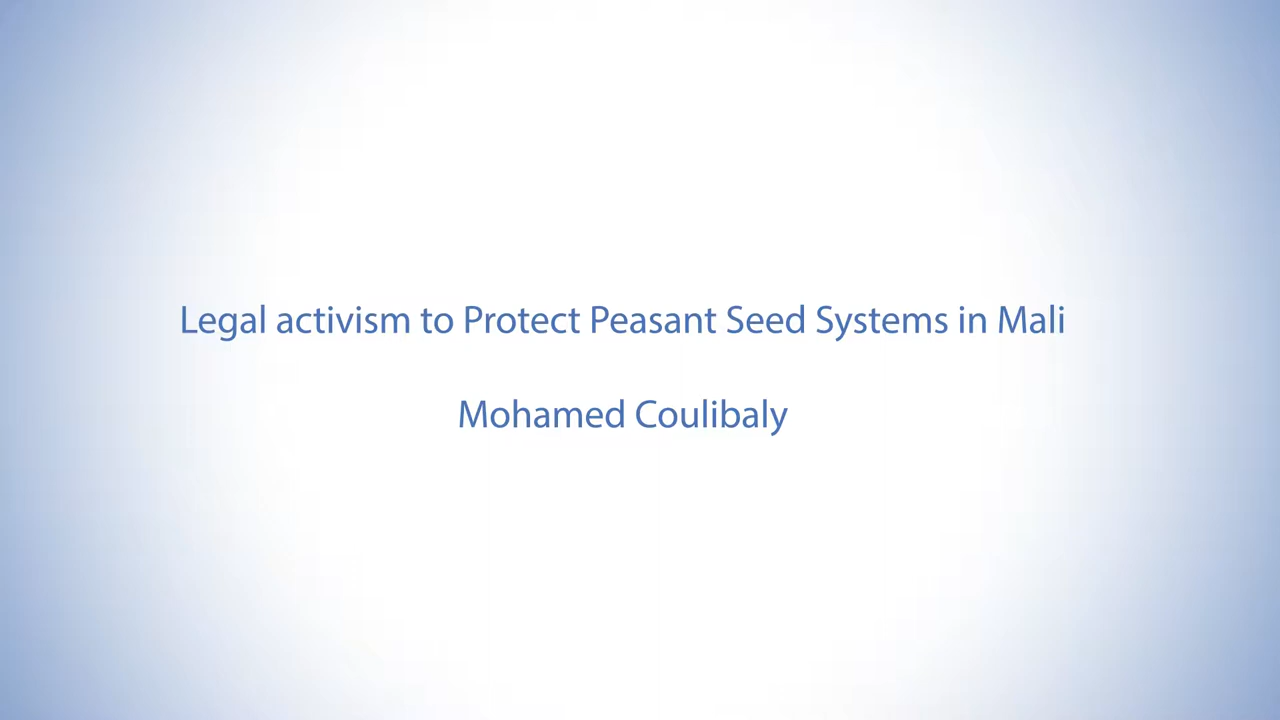 Legal activism to Protect Peasant Seed Systems in Mali
Mohamed Coulibaly